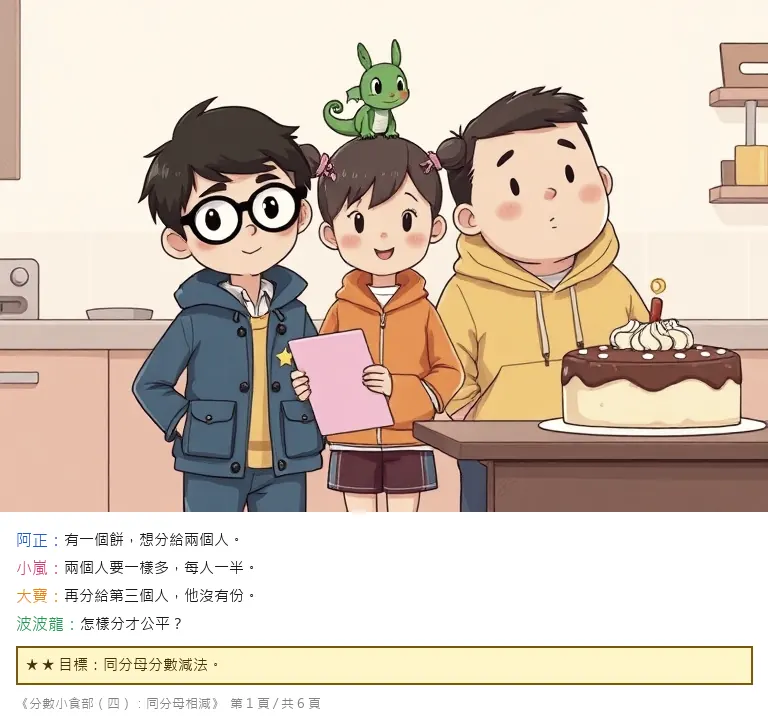 阿正：有一個餅，想分給兩個人。
小嵐：兩個人要一樣多，每人一半。
大寶：再分給第三個人，他沒有份。
波波龍：怎樣分才公平？
★★目標：同分母分數減法。
《分數小食部（四）：同分母相減》 第1頁/共6頁